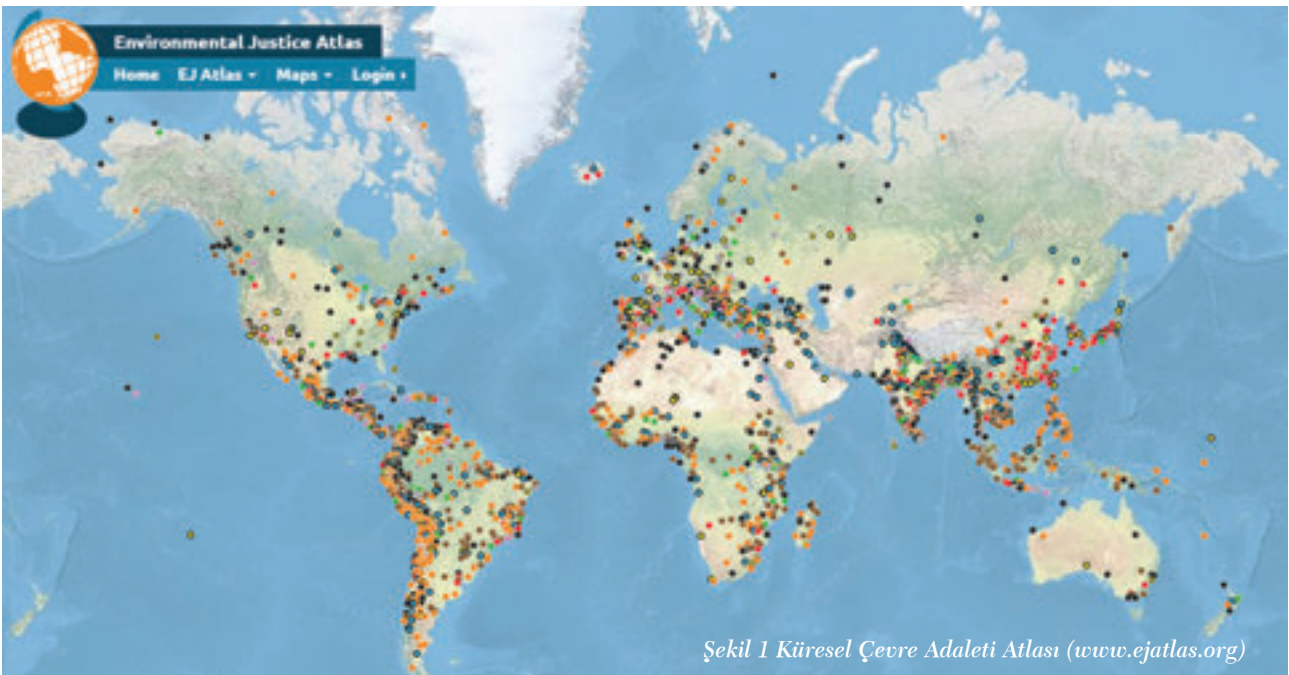 Environmental Justice Atlas
Home EJ Atlas Maps Login
Şekil 1 Küresel Çevre Adaleti Atlası (www.ejatlas.org)